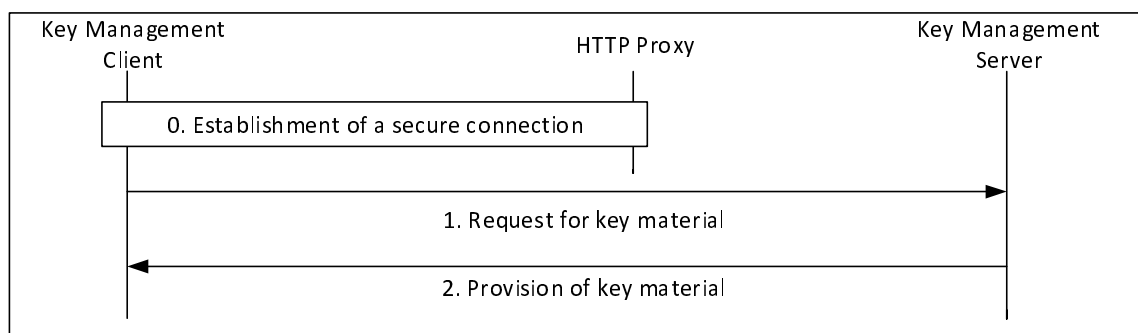 Key Management
Client
HTTP Proxy
Key Management
Server
0. Establishment of a secure connection
1. Request for key material
2. Provision of key material